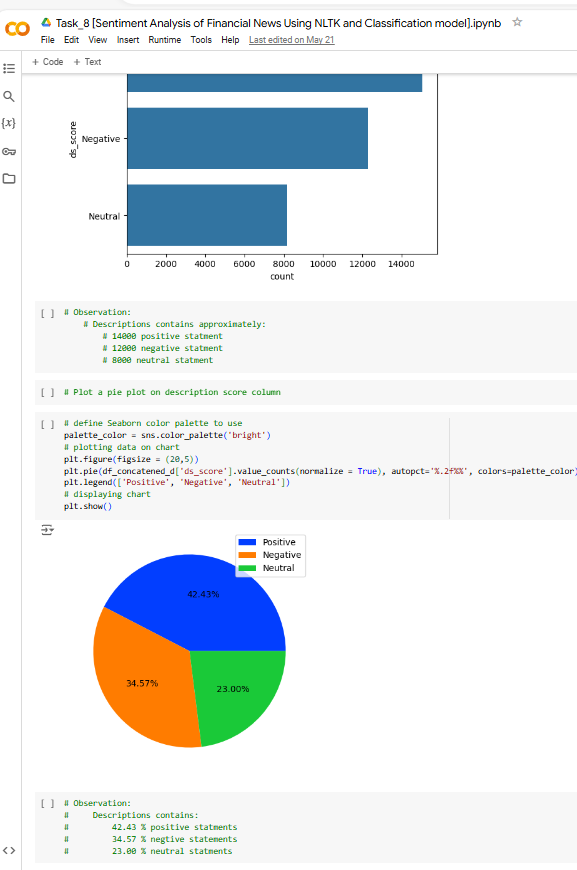 Task_8 [Sentiment Analysis of Financial News Using NLTK and Classification model].ipynb
File Edit View Insert Runtime Tools Help Last edited on May 21
+ Code + Text
{x}
ds_score
Negative
Neutral
0 2000 4000 6000 8000 10000 12000 14000
count
[ ] # Observation:
# Descriptions contains approximately:
# 14000 positive statment
# 12000 negative statment
# 8000 neutral statment
[ ] # Plot a pie plot on description score column
[ ] # define Seaborn color palette to use
palette_color = sns.color_palette('bright')
# plotting data on chart
plt.figure(figsize = (20,5))
plt.pie(df_concatened_d['ds_score'].value_counts(normalize = True), autopct='%.2f%%', colors=palette_color)
plt.legend(['Positive', 'Negative', 'Neutral'])
# displaying chart
plt.show()
Positive
Negative
Neutral
42.43%
34.57%
23.00%
[ ] # Observation:
# Descriptions contains:
# 42.43 % positive statments
# 34.57 % negtive statements
# 23.00 % neutral statments
<>